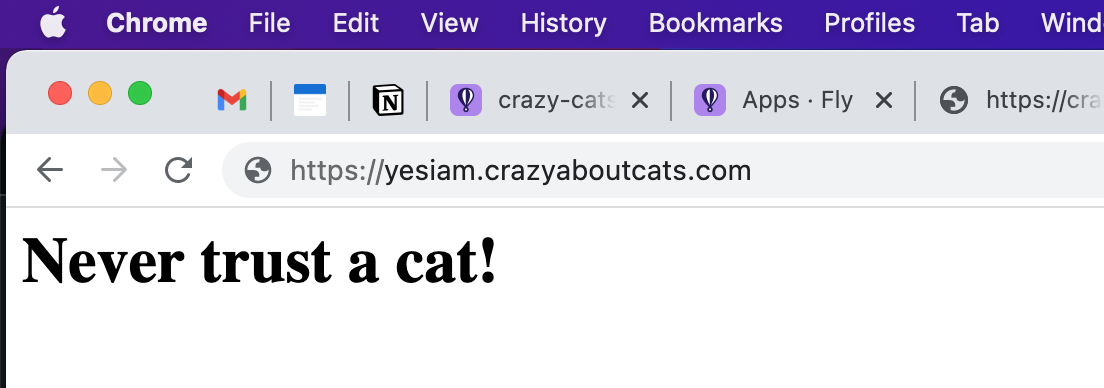 Chrome File Edit View History Bookmarks Profiles Tab Wind
crazy-cats Apps · Fly https://cra
https://yesiam.crazyaboutcats.com
Never trust a cat!